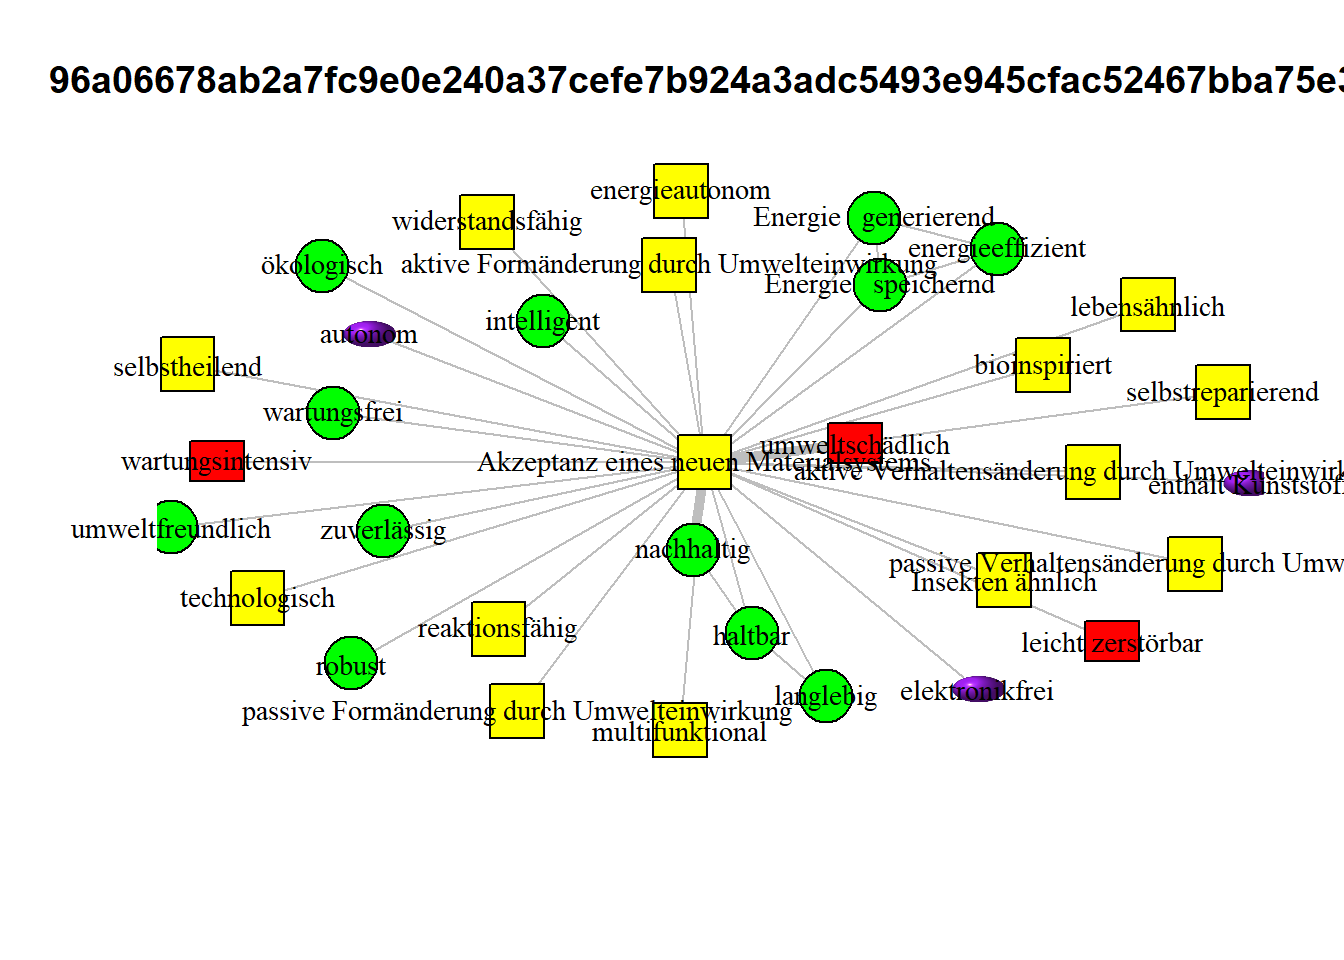 96a06678ab2a7fc9e0e240a37cefe7b924a3adc5493e945cfac52467bba75e3
energieautonom
widerstandsfähig
Energie generierend
energieeffizient
ökologisch
aktive Formänderung durch Umwelteinwirkung
Energie speichernd
lebensähnlich
intelligent
autonom
selbstheilend
bioinspiriert
selbstreparierend
wartungsfrei
umweltschädlich
wartungsintensiv
Akzeptanz eines neuen Materialsystems
aktive Verhaltensänderung durch Umwelteinwirk
enthält Kunststoff
umweltfreundlich
zuverlässig
nachhaltig
passive Verhaltensänderung durch Umw
Insekten ähnlich
technologisch
reaktionsfähig
haltbar
leicht zerstörbar
robust
langlebig
elektronikfrei
passive Formänderung durch Umwelteinwirkung
multifunktional